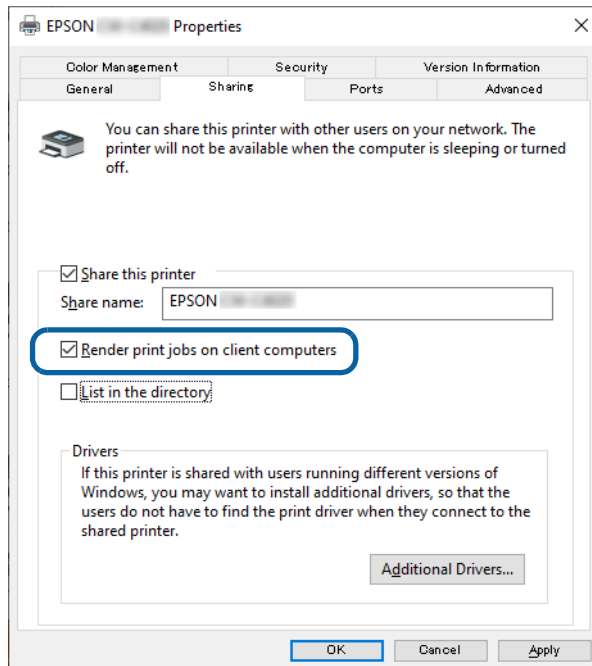 EPSON Properties
Color Management Security Version Information
General Sharing Ports Advanced
You can share this printer with other users on your network. The
printer will not be available when the computer is sleeping or turned
off.
Share this printer
Share name: EPSON
Render print jobs on client computers
List in the directory
Drivers
If this printer is shared with users running different versions of
Windows, you may want to install additional drivers, so that the
users do not have to find the print driver when they connect to the
shared printer.
Additional Drivers...
OK Cancel Apply